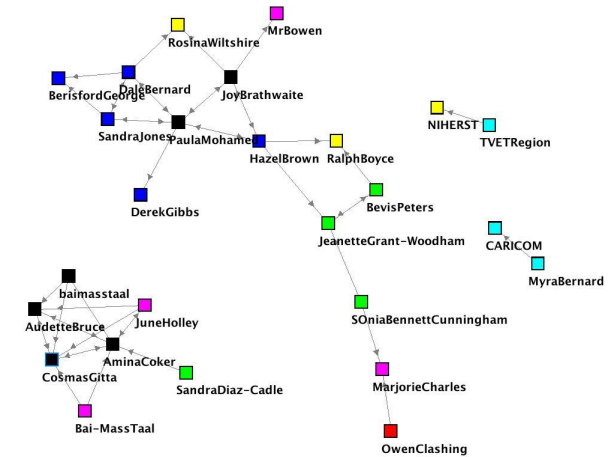 MrBowen
RosinaWiltshire
DaleBernard
BerisfordGeorge
JoyBrathwaite
NIHERST
TVETRegion
SandraJones
PaulaMohamed
HazelBrown
RalphBoyce
DerekGibbs
BevisPeters
JeanetteGrant-Woodham
CARICOM
MyraBernard
baimasstaal
AudetteBruce
JuneHolley
SOniaBennettCunningham
AminaCoker
CosmasGitta
SandraDiaz-Cadle
MarjorieCharles
Bai-MassTaal
OwenClashing